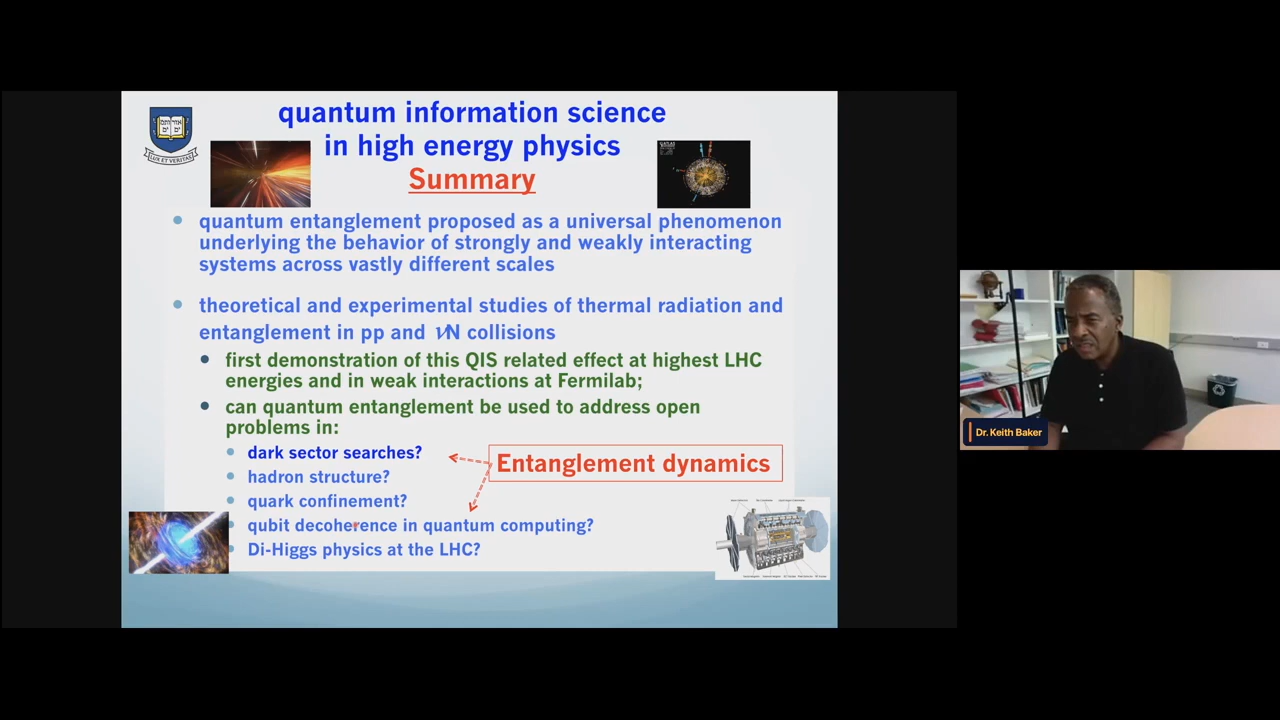 quantum information science
in high energy physics
Summary
LUX ET VERITAS
quantum entanglement proposed as a universal phenomenon
underlying the behavior of strongly and weakly interacting
systems across vastly different scales
theoretical and experimental studies of thermal radiation and
entanglement in pp and νN collisions
first demonstration of this QIS related effect at highest LHC
energies and in weak interactions at Fermilab;
can quantum entanglement be used to address open
problems in:
dark sector searches?
Entanglement dynamics
hadron structure?
quark confinement?
qubit decoherence in quantum computing?
Di-Higgs physics at the LHC?
Dr. Keith Baker